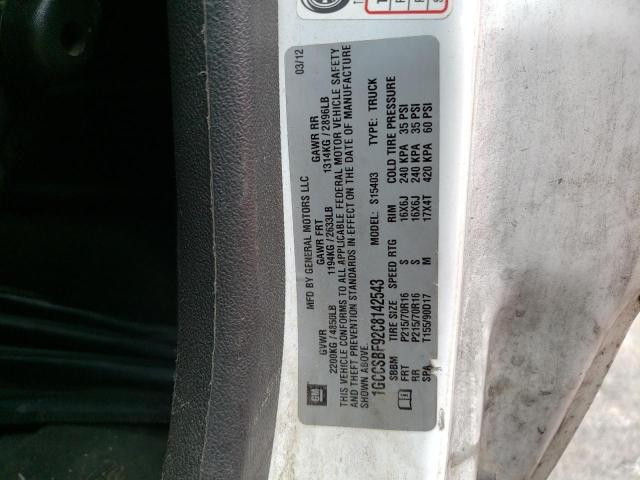 GM
MFD BY GENERAL MOTORS LLC
03/12
GVWR GAWR FRT GAWR RR
2200KG / 4850LB 1194KG / 2633LB 1314KG / 2896LB
THIS VEHICLE CONFORMS TO ALL APPLICABLE FEDERAL MOTOR VEHICLE SAFETY
AND THEFT PREVENTION STANDARDS IN EFFECT ON THE DATE OF MANUFACTURE
SHOWN ABOVE.
1GCCSBF92C8142543 MODEL: S15403 TYPE: TRUCK
SBBM TIRE SIZE SPEED RTG RIM COLD TIRE PRESSURE
FRT P215/70R16 S 16X6J 240 KPA 35 PSI
RR P215/70R16 S 16X6J 240 KPA 35 PSI
SPA T155/90D17 M 17X4T 420 KPA 60 PSI